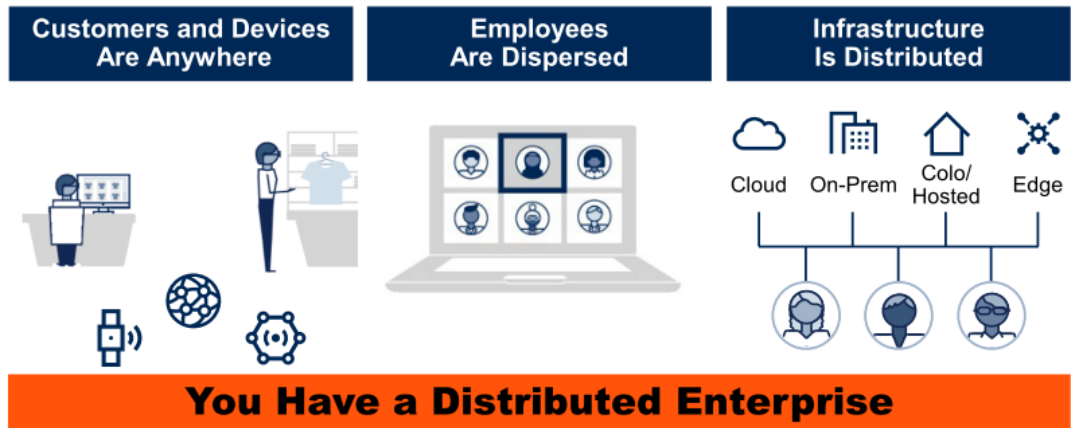 Customers and Devices
Are Anywhere
Employees
Are Dispersed
Infrastructure
Is Distributed
Cloud
On-Prem
Colo/
Hosted
Edge
You Have a Distributed Enterprise